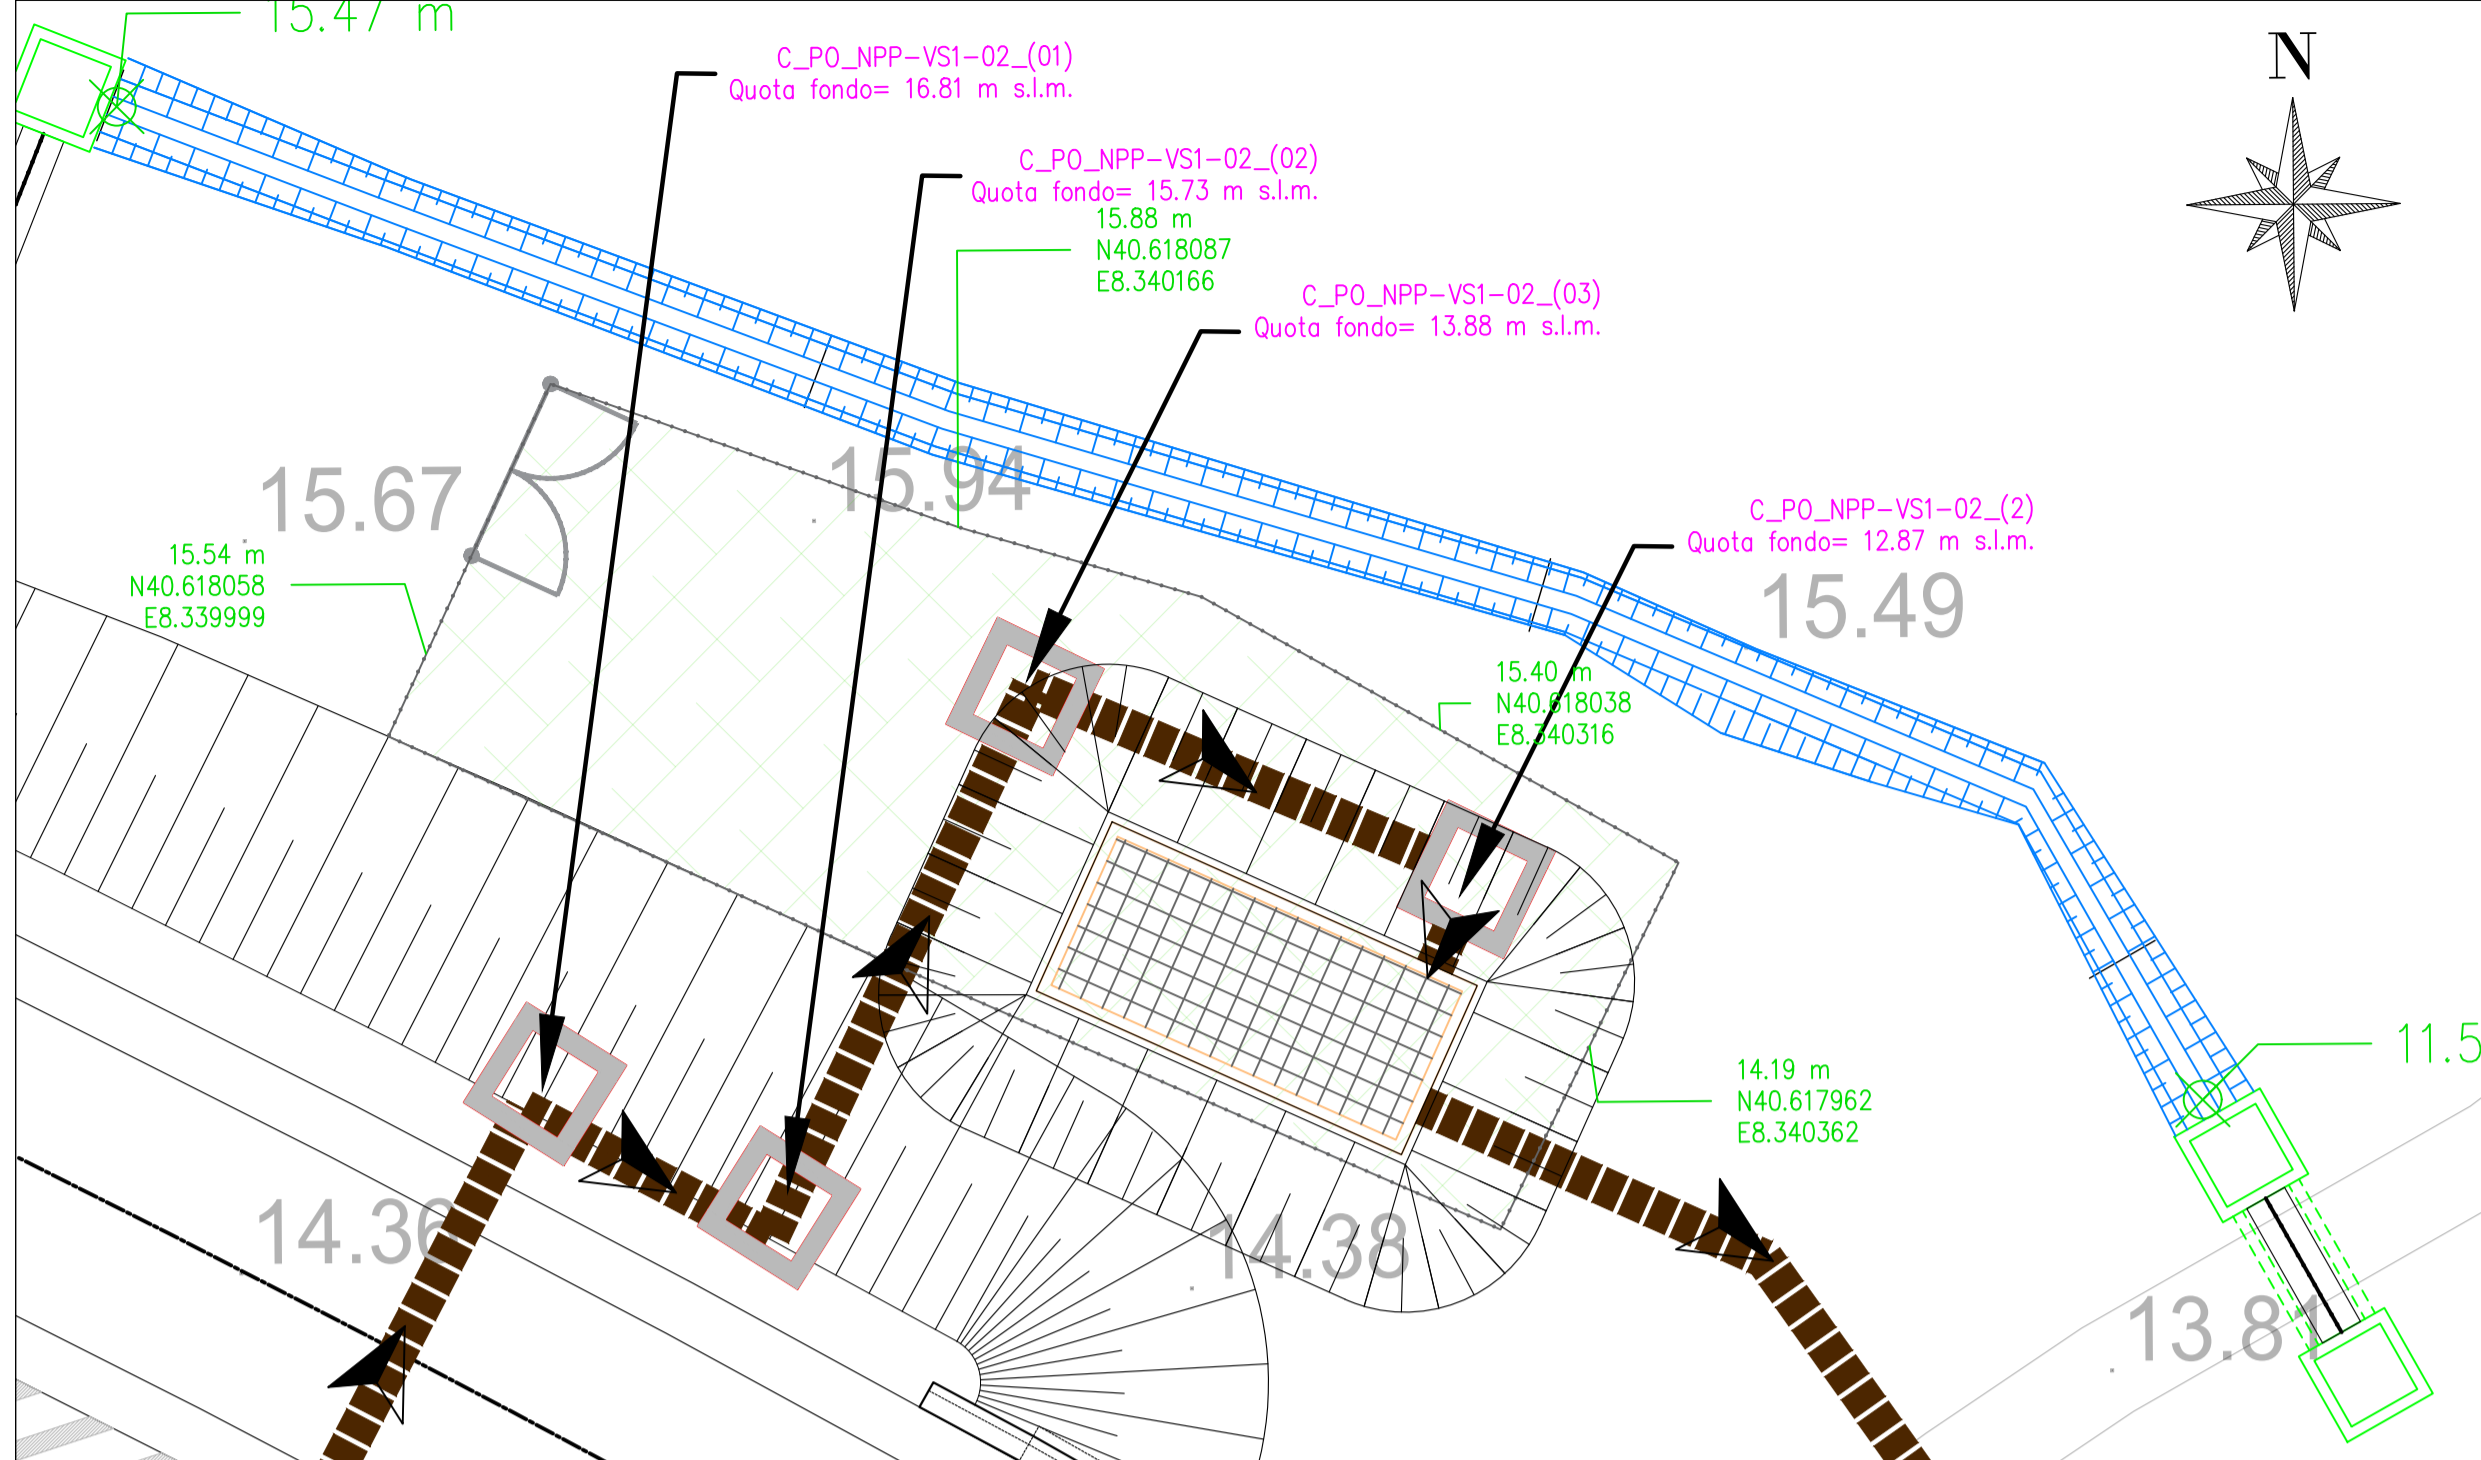 15.47 m
N
C_PO_NPP-VS1-02_(01)
Quota fondo= 16.81 m s.l.m.
C_PO_NPP-VS1-02_(02)
Quota fondo= 15.73 m s.l.m.
15.88 m
N40.618087
E8.340166
C_PO_NPP-VS1-02_(03)
Quota fondo= 13.88 m s.l.m.
15.94
15.67
C_PO_NPP-VS1-02_(2)
Quota fondo= 12.87 m s.l.m.
15.54 m
N40.618058
E8.339999
15.49
15.40 m
N40.618038
E8.340316
11.5
14.19 m
N40.617962
E8.340362
14.36
14.38
13.81